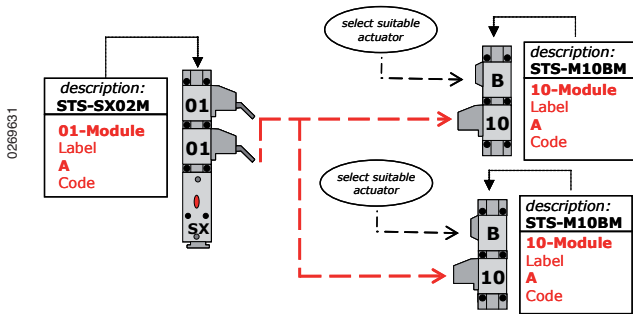 0269631
description:
STS-SX02M
01-Module
Label
A
Code
01
01
SX
select suitable
actuator
B
10
description:
STS-M10BM
10-Module
Label
A
Code
select suitable
actuator
B
10
description:
STS-M10BM
10-Module
Label
A
Code